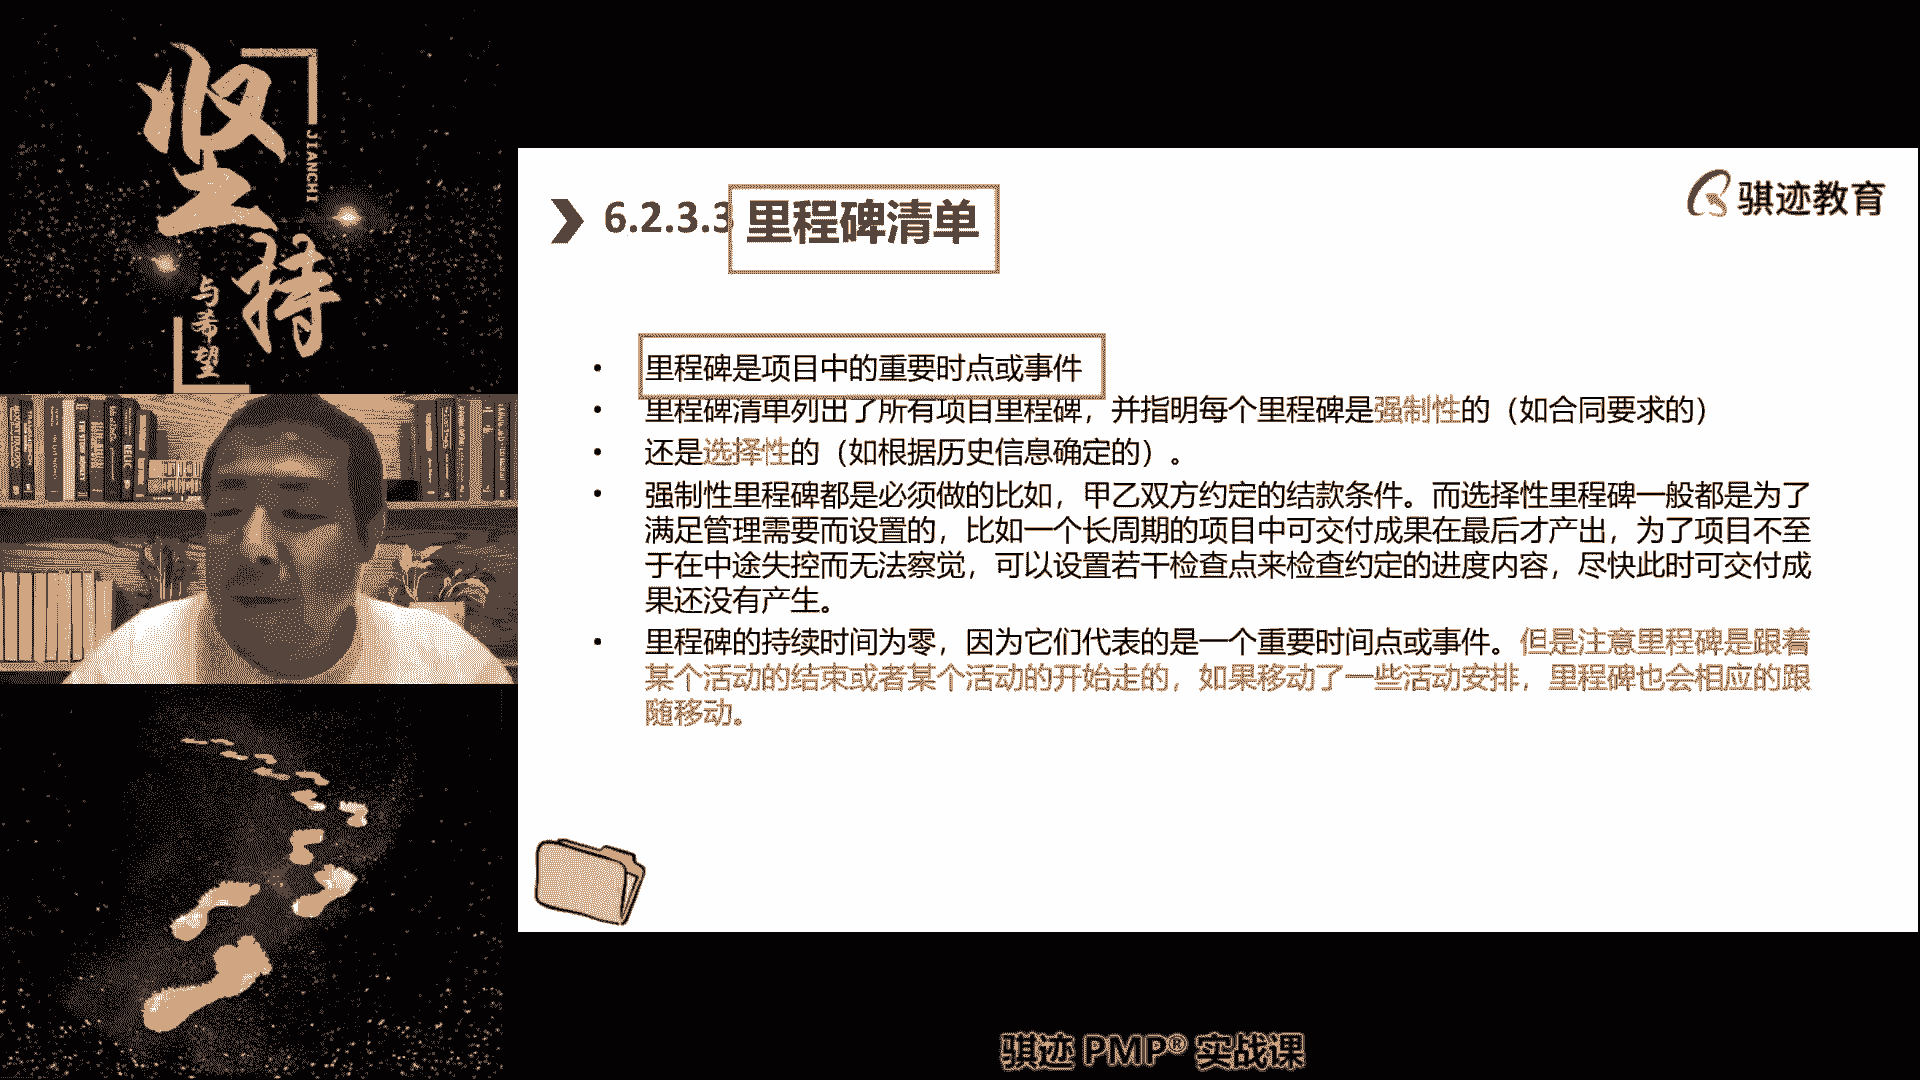 坚持
JIANCHI
与希望
6.2.3.3 里程碑清单
骐迹教育
• 里程碑是项目中的重要时点或事件
• 里程碑清单列出了所有项目里程碑，并指明每个里程碑是强制性的（如合同要求的）
• 还是选择性的（如根据历史信息确定的）。
• 强制性里程碑都是必须做的比如，甲乙双方约定的结款条件。而选择性里程碑一般都是为了
满足管理需要而设置的，比如一个长周期的项目中可交付成果在最后才产出，为了项目不至
于在中途失控而无法察觉，可以设置若干检查点来检查约定的进度内容，尽快此时可交付成
果还没有产生。
• 里程碑的持续时间为零，因为它们代表的是一个重要时间点或事件。但是注意里程碑是跟着
某个活动的结束或者某个活动的开始走的，如果移动了一些活动安排，里程碑也会相应的跟
随移动。
骐迹 PMP® 实战课